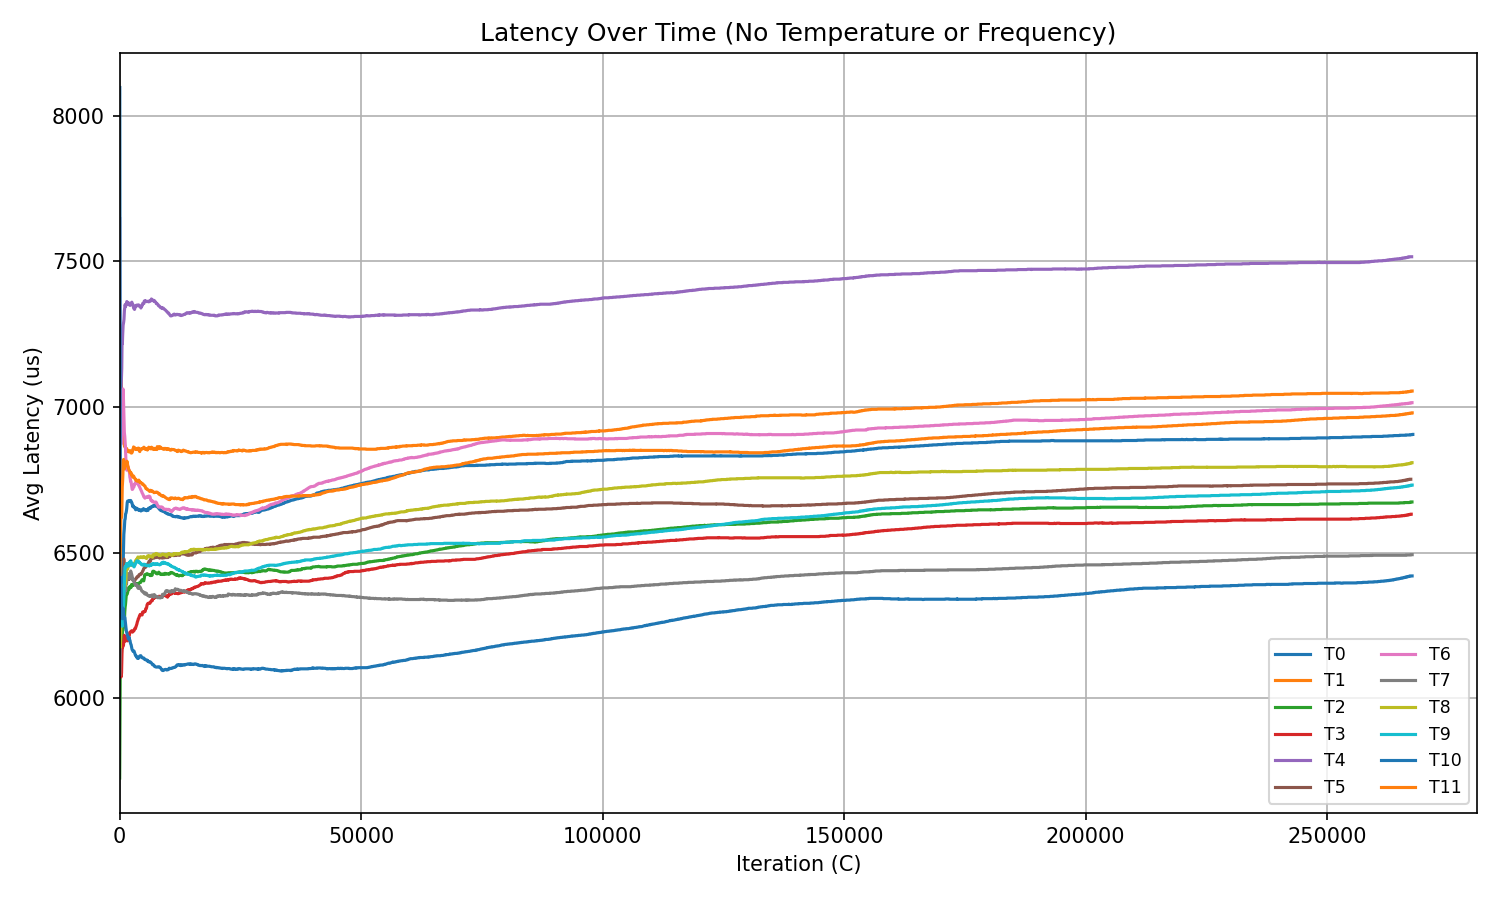 Latency Over Time (No Temperature or Frequency)
Avg Latency (us)
8000
7500
7000
6500
6000
0 50000 100000 150000 200000 250000
Iteration (C)
T0 T6
T1 T7
T2 T8
T3 T9
T4 T10
T5 T11